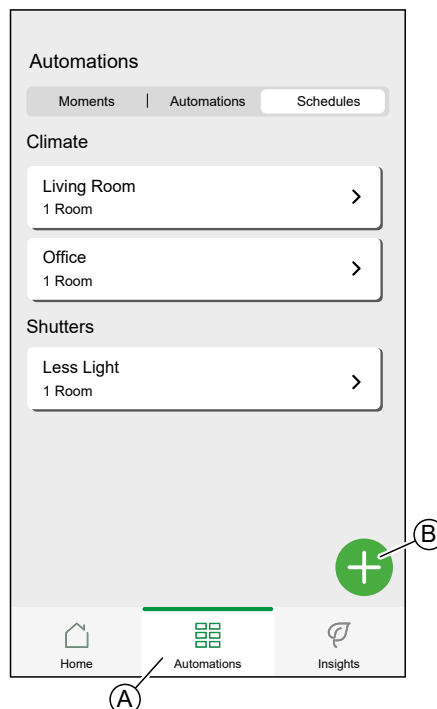 Automations
Moments | Automations Schedules
Climate
Living Room
1 Room
Office
1 Room
Shutters
Less Light
1 Room
B
Home Automations Insights
A